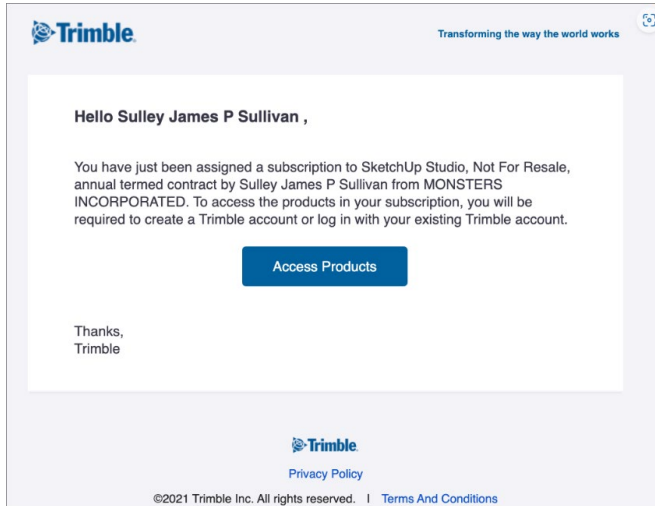 Trimble.
Transforming the way the world works
Hello Sulley James P Sullivan ,
You have just been assigned a subscription to SketchUp Studio, Not For Resale,
annual termed contract by Sulley James P Sullivan from MONSTERS
INCORPORATED. To access the products in your subscription, you will be
required to create a Trimble account or log in with your existing Trimble account.
Access Products
Thanks,
Trimble
Trimble.
Privacy Policy
©2021 Trimble Inc. All rights reserved. I Terms And Conditions